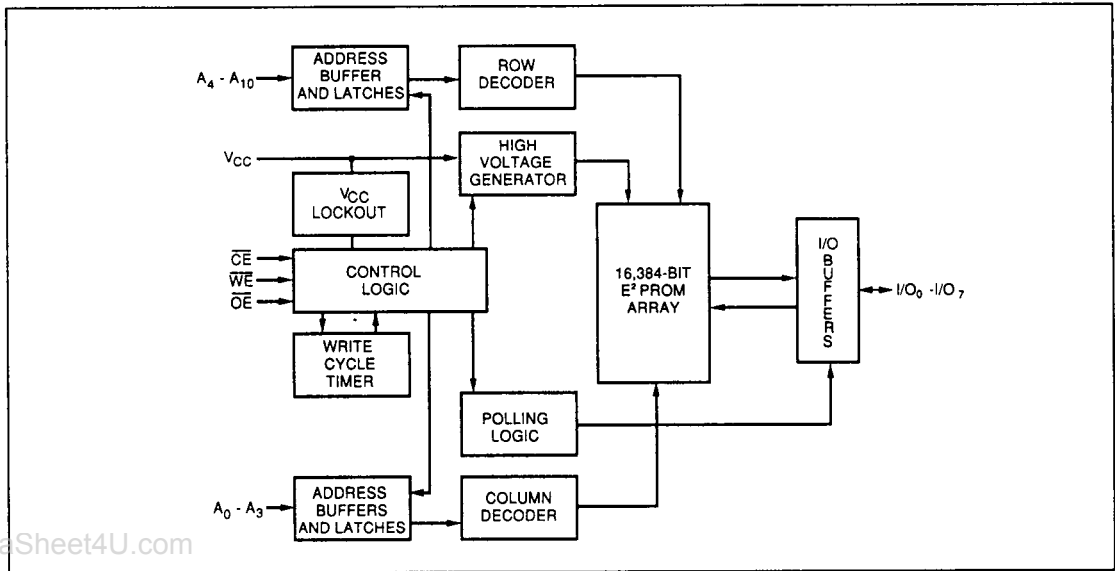 A4 - A10
ADDRESS
BUFFER
AND LATCHES
ROW
DECODER
VCC
HIGH
VOLTAGE
GENERATOR
VCC
LOCKOUT
CE
WE
OE
CONTROL
LOGIC
WRITE
CYCLE
TIMER
16,384-BIT
E² PROM
ARRAY
I/O
BUFFERS
I/O0 - I/O7
POLLING
LOGIC
A0 - A3
ADDRESS
BUFFERS
AND LATCHES
COLUMN
DECODER
aSheet4U.com